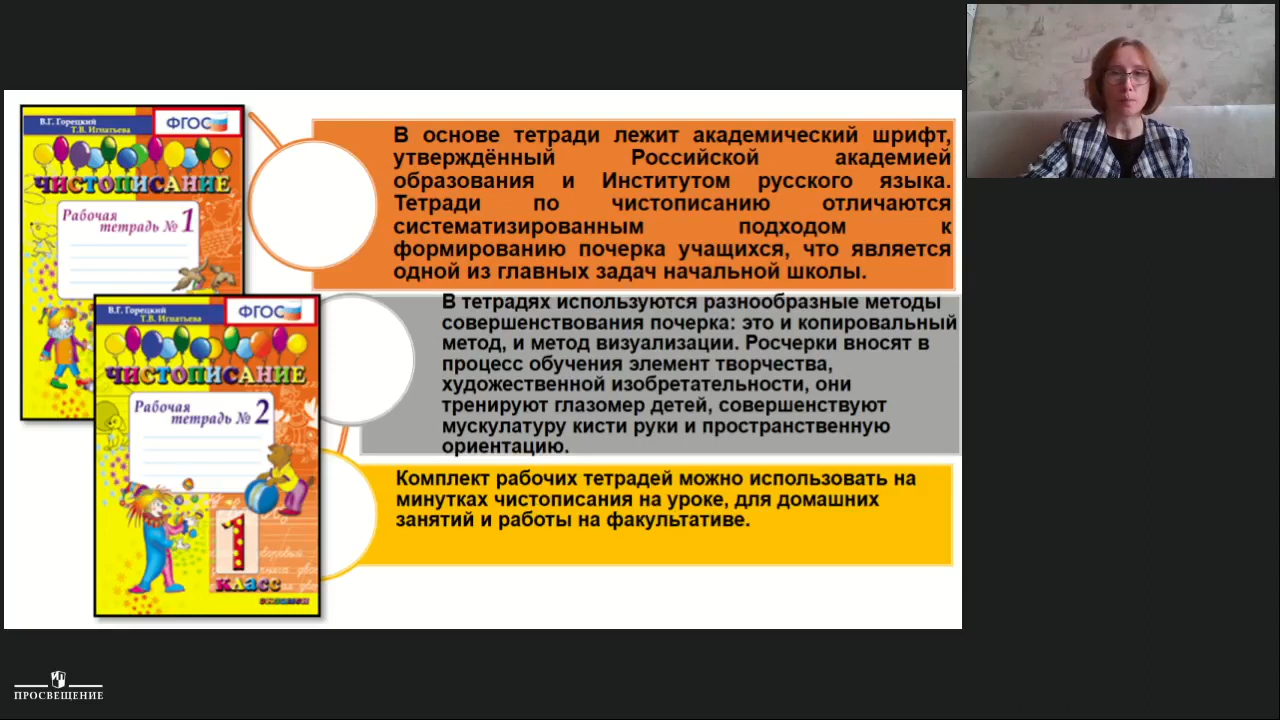 В.Г. Горецкий
Т.В. Игнатьева
ФГОС
ЧИСТОПИСАНИЕ
Рабочая
тетрадь № 1
В.Г. Горецкий
Т.В. Игнатьева
ФГОС
ЧИСТОПИСАНИЕ
Рабочая
тетрадь № 2
1
класс
В основе тетради лежит академический шрифт,
утверждённый Российской академией
образования и Институтом русского языка.
Тетради по чистописанию отличаются
систематизированным подходом к
формированию почерка учащихся, что является
одной из главных задач начальной школы.
В тетрадях используются разнообразные методы
совершенствования почерка: это и копировальный
метод, и метод визуализации. Росчерки вносят в
процесс обучения элемент творчества,
художественной изобретательности, они
тренируют глазомер детей, совершенствуют
мускулатуру кисти руки и пространственную
ориентацию.
Комплект рабочих тетрадей можно использовать на
минутках чистописания на уроке, для домашних
занятий и работы на факультативе.
ПРОСВЕЩЕНИЕ